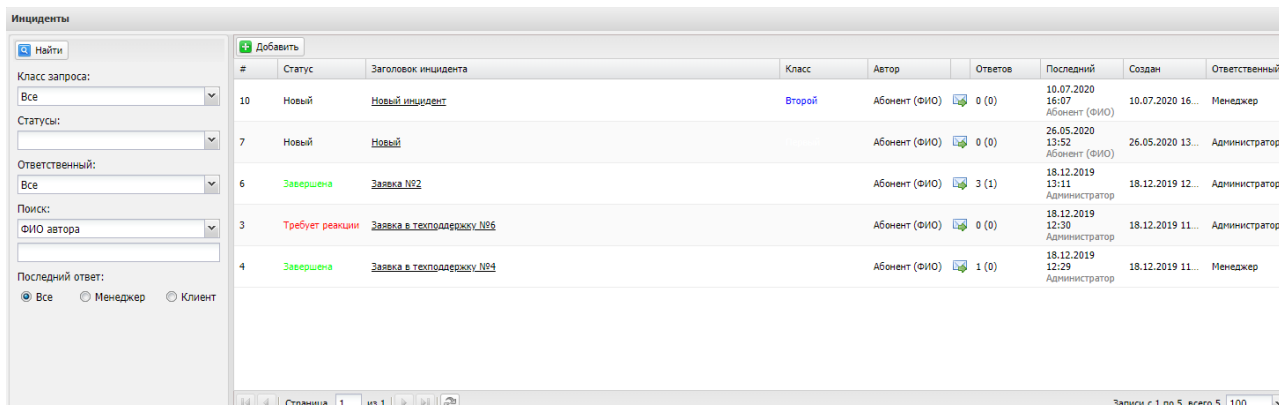 Инциденты
Найти
Класс запроса:
Все
Статусы:
Ответственный:
Все
Поиск:
ФИО автора
Последний ответ:
Все Менеджер Клиент
Добавить
# Статус Заголовок инцидента Класс Автор Ответов Последний Создан Ответственный
10 Новый Новый инцидент Второй Абонент (ФИО) 0 (0) 10.07.2020 16:07 Абонент (ФИО) 10.07.2020 16... Менеджер
7 Новый Новый Абонент (ФИО) 0 (0) 26.05.2020 13:52 Абонент (ФИО) 26.05.2020 13... Администратор
6 Завершена Заявка №2 Абонент (ФИО) 3 (1) 18.12.2019 13:11 Администратор 18.12.2019 12... Администратор
3 Требует реакции Заявка в техподдержку №6 Абонент (ФИО) 0 (0) 18.12.2019 12:30 Администратор 18.12.2019 11... Администратор
4 Завершена Заявка в техподдержку №4 Абонент (ФИО) 1 (0) 18.12.2019 12:29 Администратор 18.12.2019 11... Менеджер
Страница 1 из 1
Записи с 1 по 5, всего 5 100